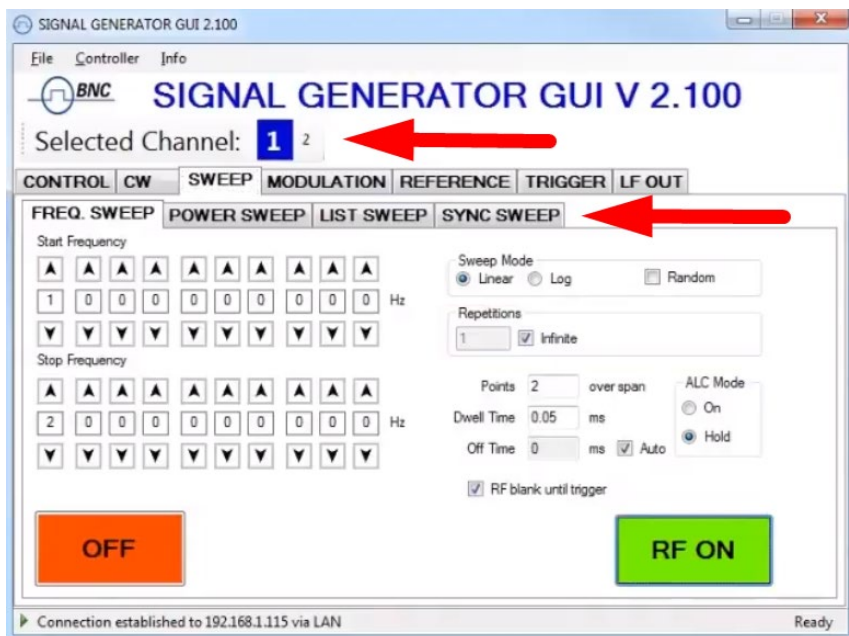 SIGNAL GENERATOR GUI 2.100
File Controller Info
BNC SIGNAL GENERATOR GUI V 2.100
Selected Channel: 1 2
CONTROL CW SWEEP MODULATION REFERENCE TRIGGER LF OUT
FREQ. SWEEP POWER SWEEP LIST SWEEP SYNC SWEEP
Start Frequency
1 0 0 0 0 0 0 0 0 0 Hz
Stop Frequency
2 0 0 0 0 0 0 0 0 0 Hz
Sweep Mode
Linear Log Random
Repetitions
1 Infinite
Points 2 over span
Dwell Time 0.05 ms
Off Time 0 ms Auto
ALC Mode
On
Hold
RF blank until trigger
OFF
RF ON
Connection established to 192.168.1.115 via LAN Ready